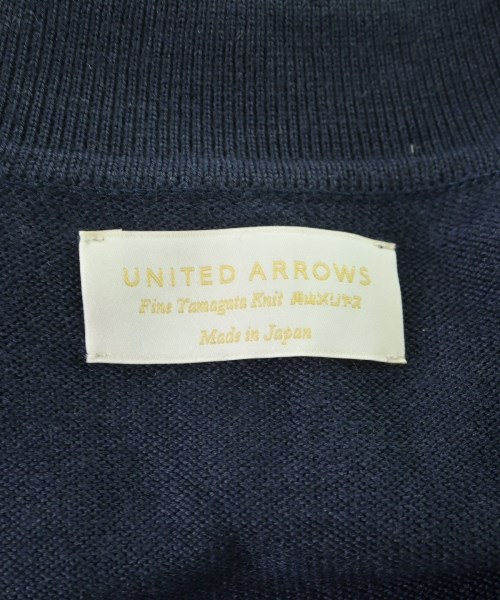 UNITED ARROWS
Fine Yamagata Knit
Made in Japan